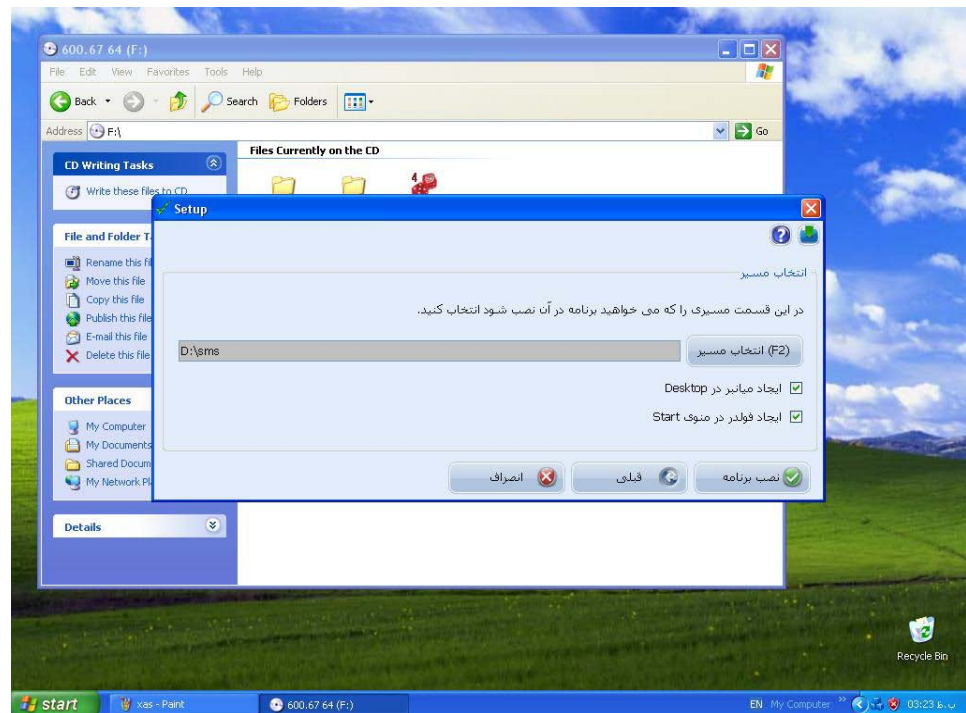 600.67 64 (F:)
File Edit View Favorites Tools Help
Back Search Folders
Address F:\ Go
Files Currently on the CD
CD Writing Tasks
Write these files to CD
4
Setup
File and Folder T
Rename this fil
Move this file
Copy this file
Publish this file
E-mail this file
Delete this file
انتخاب مسیر
در این قسمت مسیری را که می خواهید برنامه در آن نصب شود انتخاب کنید.
D:\sms
(F2) انتخاب مسیر
ایجاد میانبر در Desktop
ایجاد فولدر در منوی Start
نصب برنامه
قبلی
انصراف
Other Places
My Computer
My Documents
Shared Docum
My Network Pl
Details
Recycle Bin
start xas - Paint 600.67 64 (F:) EN My Computer 03:23 ب.ظ